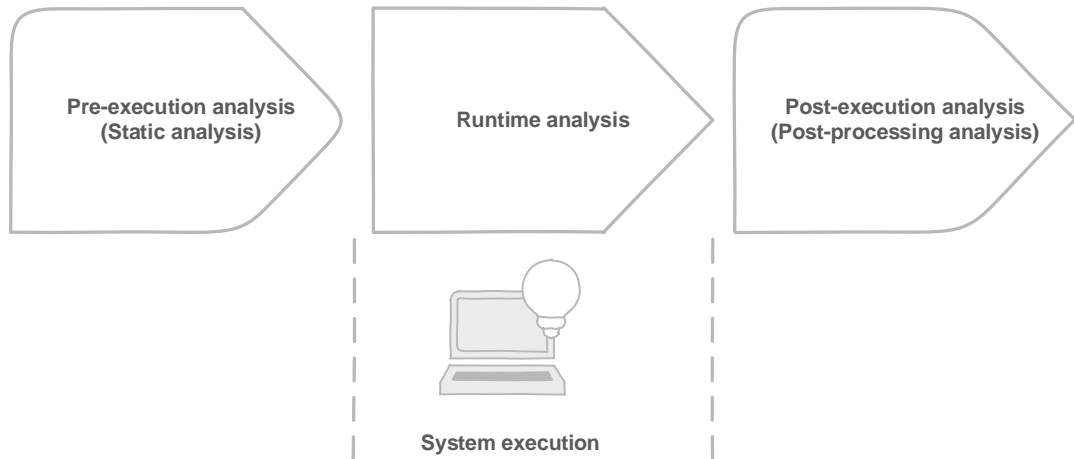 Pre-execution analysis
(Static analysis)
Runtime analysis
Post-execution analysis
(Post-processing analysis)
System execution